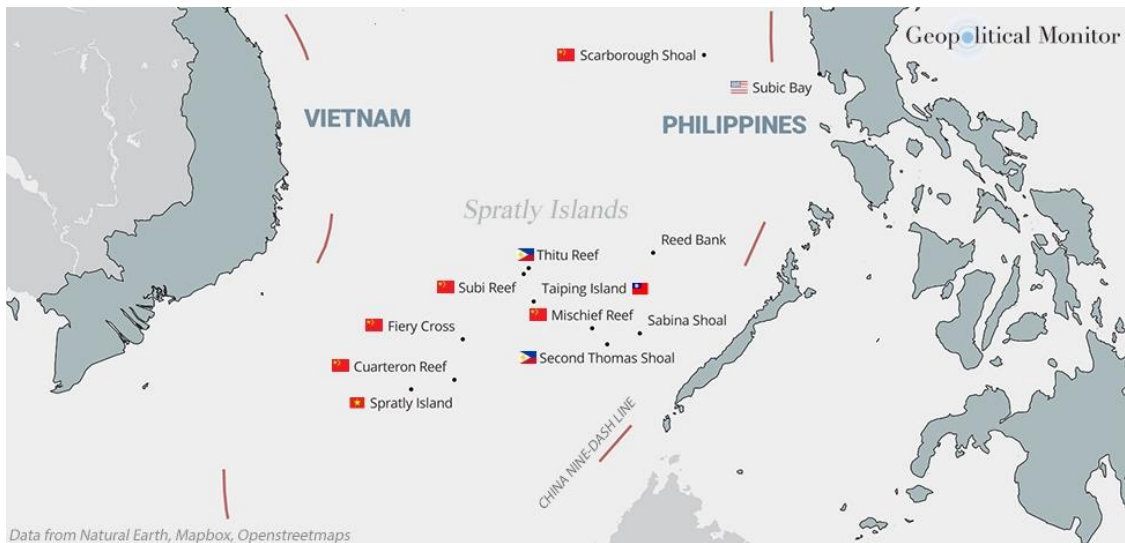 Geopolitical Monitor
Scarborough Shoal
Subic Bay
VIETNAM
PHILIPPINES
Spratly Islands
Reed Bank
Thitu Reef
Subi Reef
Taiping Island
Mischief Reef
Sabina Shoal
Fiery Cross
Second Thomas Shoal
Cuarteron Reef
Spratly Island
CHINA NINE-DASH LINE
Data from Natural Earth, Mapbox, Openstreetmaps